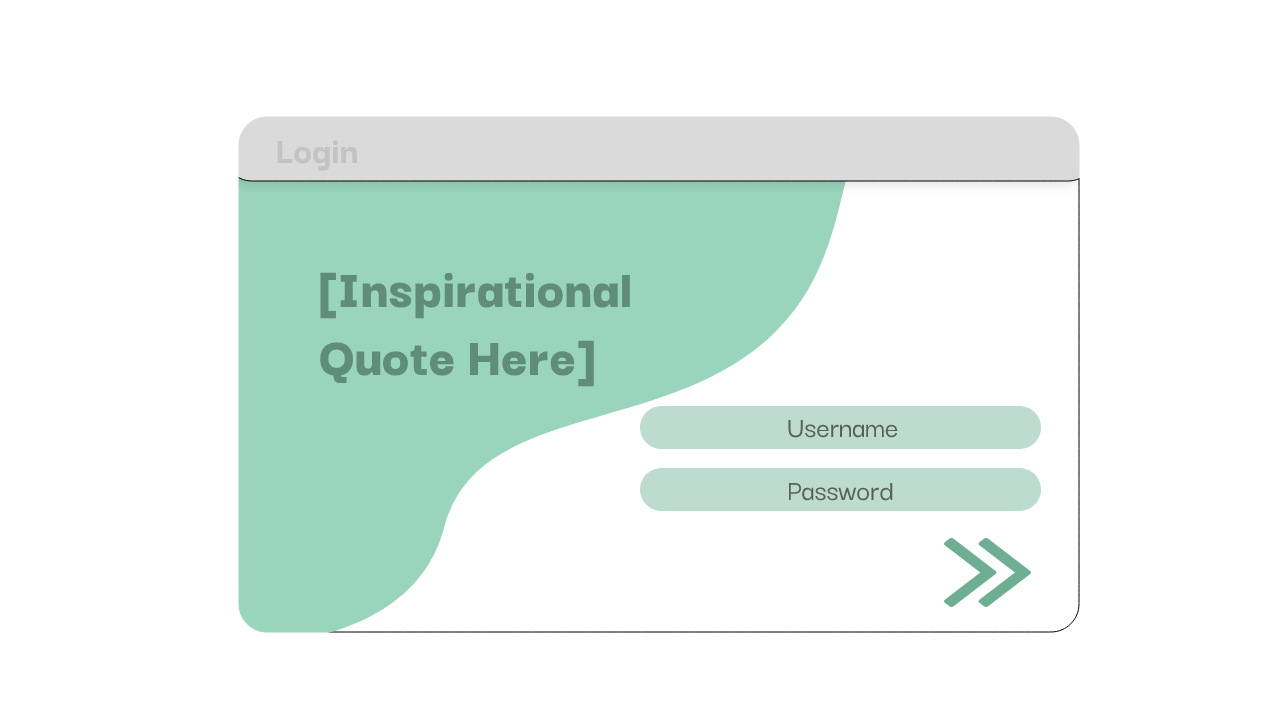 Login
[Inspirational
Quote Here]
Username
Password